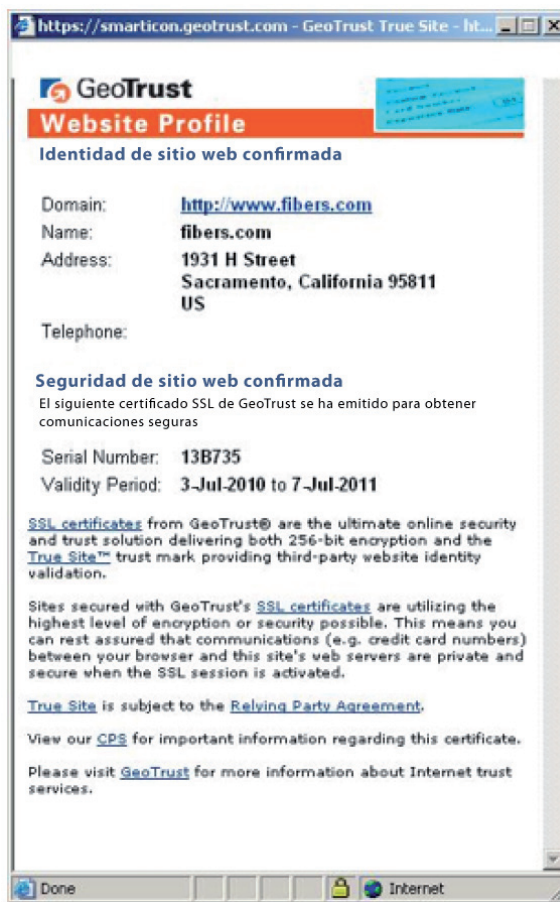 https://smarticon.geotrust.com - GeoTrust True Site - ht...
GeoTrust
Website Profile
Identidad de sitio web confirmada
Domain: http://www.fibers.com
Name: fibers.com
Address: 1931 H Street
Sacramento, California 95811
US
Telephone:
Seguridad de sitio web confirmada
El siguiente certificado SSL de GeoTrust se ha emitido para obtener
comunicaciones seguras
Serial Number: 13B735
Validity Period: 3-Jul-2010 to 7-Jul-2011
SSL certificates from GeoTrust® are the ultimate online security
and trust solution delivering both 256-bit encryption and the
True Site™ trust mark providing third-party website identity
validation.
Sites secured with GeoTrust's SSL certificates are utilizing the
highest level of encryption or security possible. This means you
can rest assured that communications (e.g. credit card numbers)
between your browser and this site's web servers are private and
secure when the SSL session is activated.
True Site is subject to the Relying Party Agreement.
View our CPS for important information regarding this certificate.
Please visit GeoTrust for more information about Internet trust
services.
Done
Internet